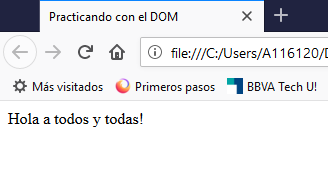 Practicando con el DOM
file:///C:/Users/A116120/D
Más visitados Primeros pasos BBVA Tech U!
Hola a todos y todas!